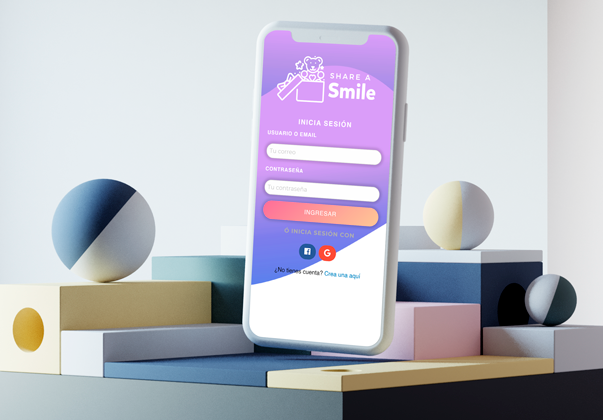 SHARE A
Smile
INICIA SESIÓN
USUARIO O EMAIL
Tu correo
CONTRASEÑA
Tu contraseña
INGRESAR
O INICIA SESIÓN CON
G
¿No tienes cuenta? Crea una aquí